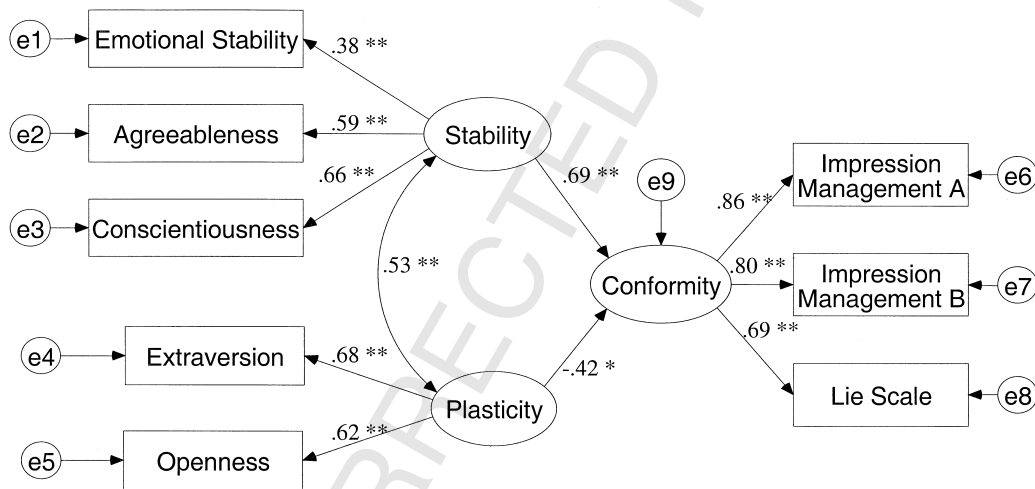 e1
Emotional Stability
.38 **
e2
Agreeableness
.59 **
Stability
e3
Conscientiousness
.66 **
.69 **
e9
Impression
Management A
e6
.86 **
.53 **
Conformity
.80 **
Impression
Management B
e7
.69 **
e4
Extraversion
.68 **
-.42 *
Plasticity
Lie Scale
e8
e5
Openness
.62 **
RRECTED